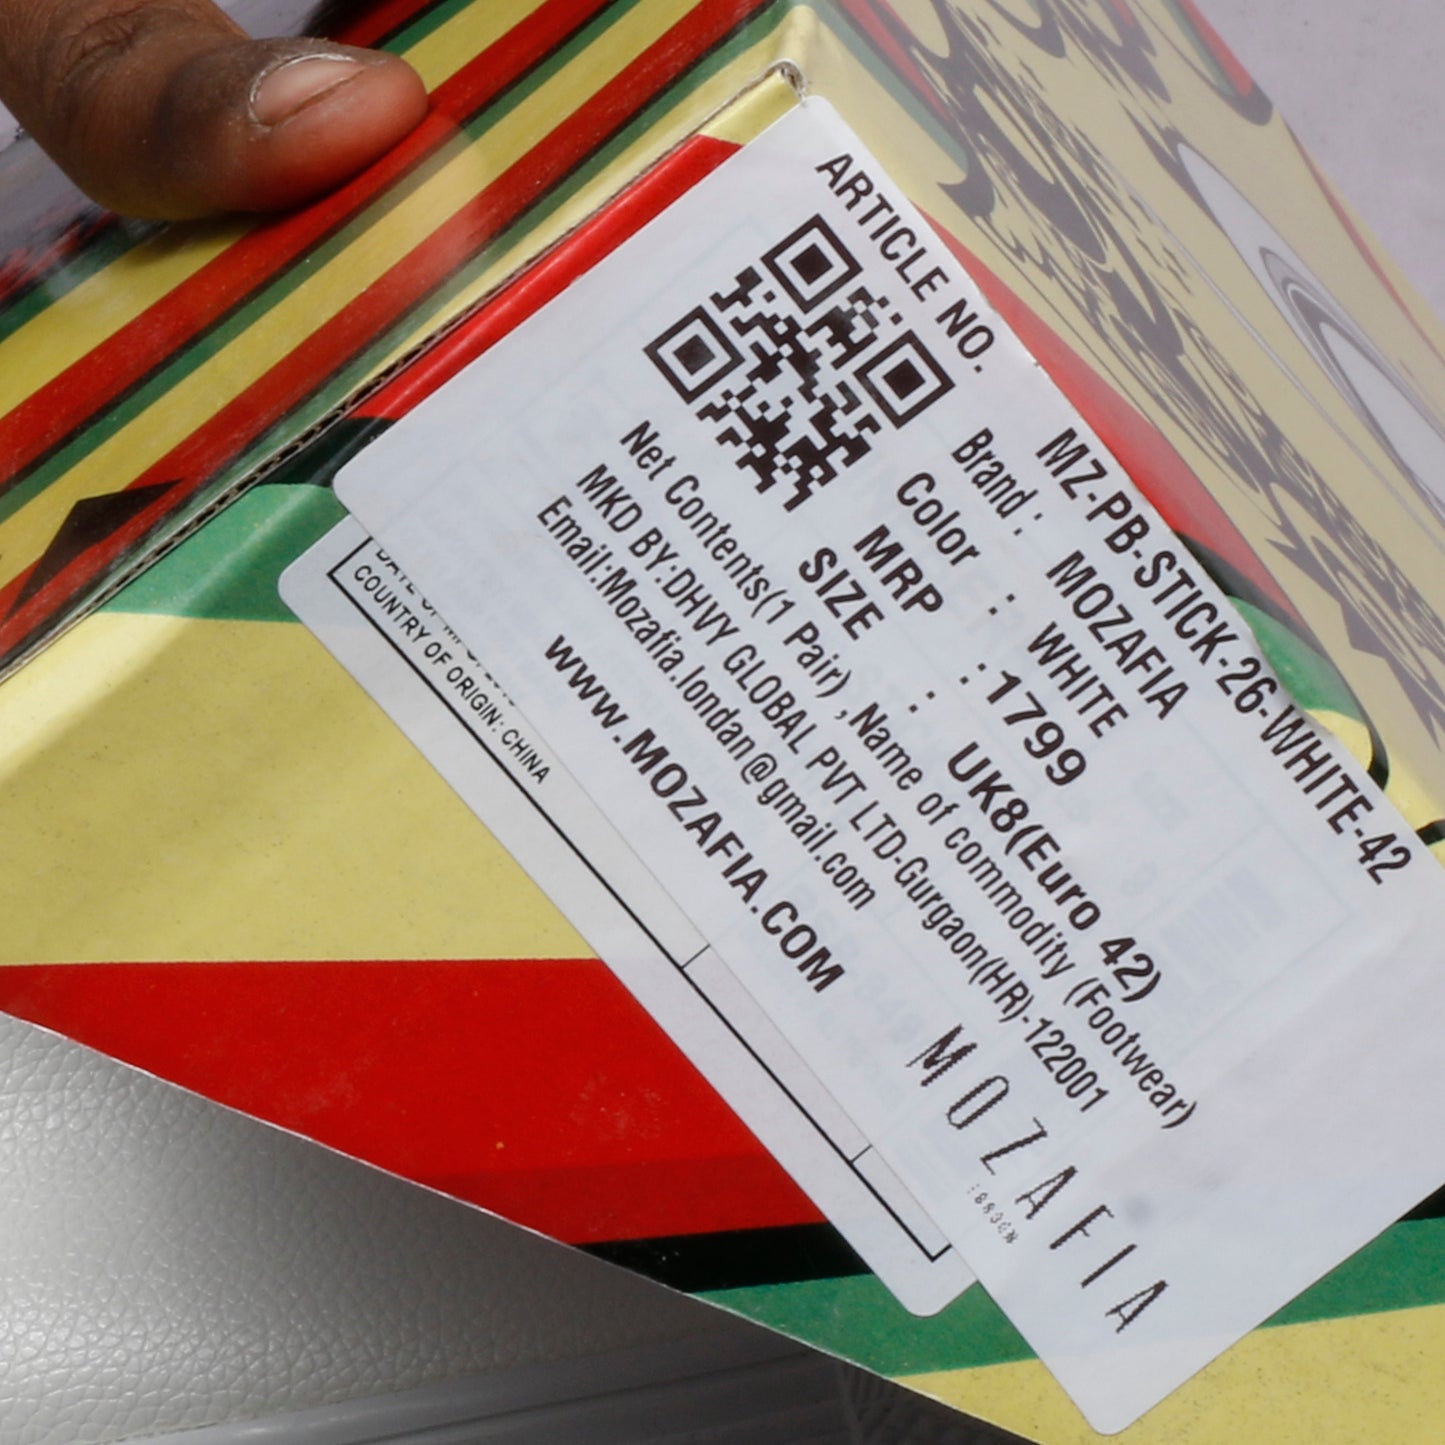 ARTICLE NO. MZ-PB-STICK-26-WHITE-42
Brand : MOZAFIA
Color : WHITE
MRP : 1799
SIZE : UK8(Euro 42)
Net Contents(1 Pair) ,Name of commodity (Footwear)
MKD BY:DHVY GLOBAL PVT LTD-Gurgaon(HR)-122001
Email:Mozafia.london@gmail.com
www.MOZAFIA.COM
MOZAFIA
COUNTRY OF ORIGIN: CHINA